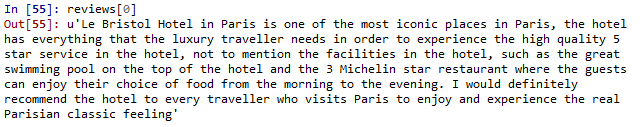 In [55]: reviews[0]
Out[55]: u'Le Bristol Hotel in Paris is one of the most iconic places in Paris, the hotel
has everything that the luxury traveller needs in order to experience the high quality 5
star service in the hotel, not to mention the facilities in the hotel, such as the great
swimming pool on the top of the hotel and the 3 Michelin star restaurant where the guests
can enjoy their choice of food from the morning to the evening. I would definitely
recommend the hotel to every traveller who visits Paris to enjoy and experience the real
Parisian classic feeling'